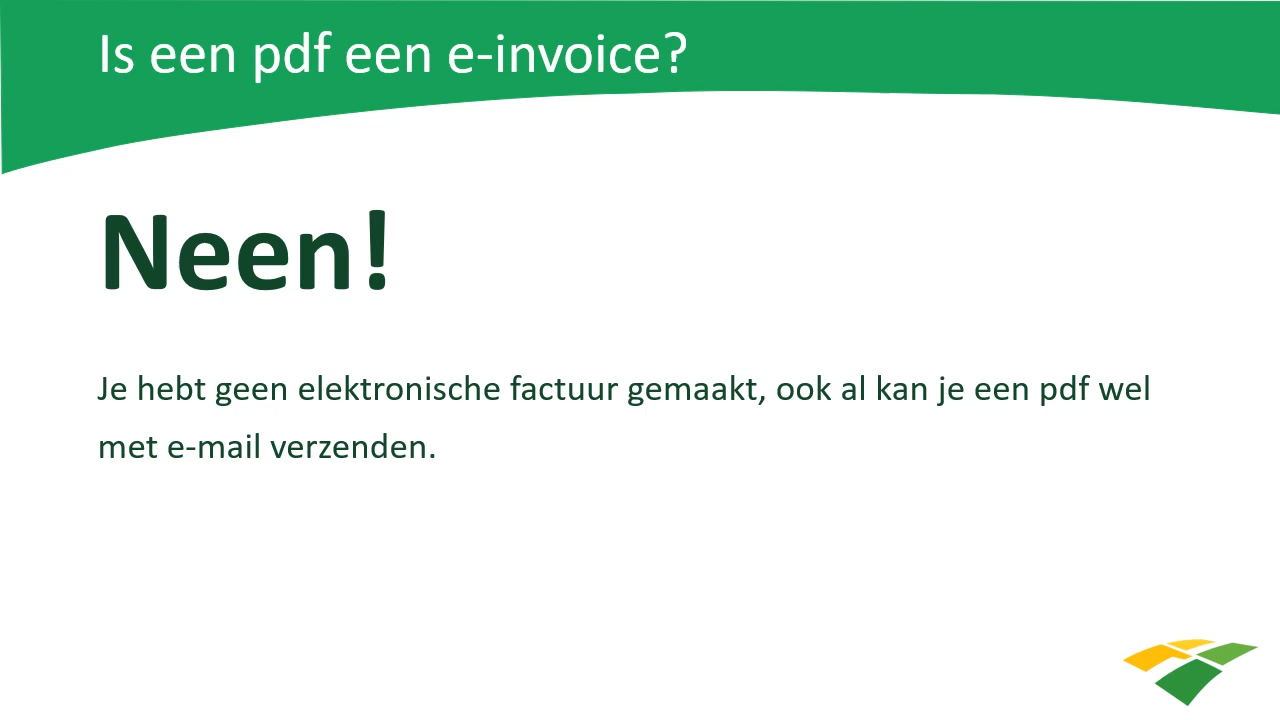 Is een pdf een e-invoice?
Neen!
Je hebt geen elektronische factuur gemaakt, ook al kan je een pdf wel
met e-mail verzenden.